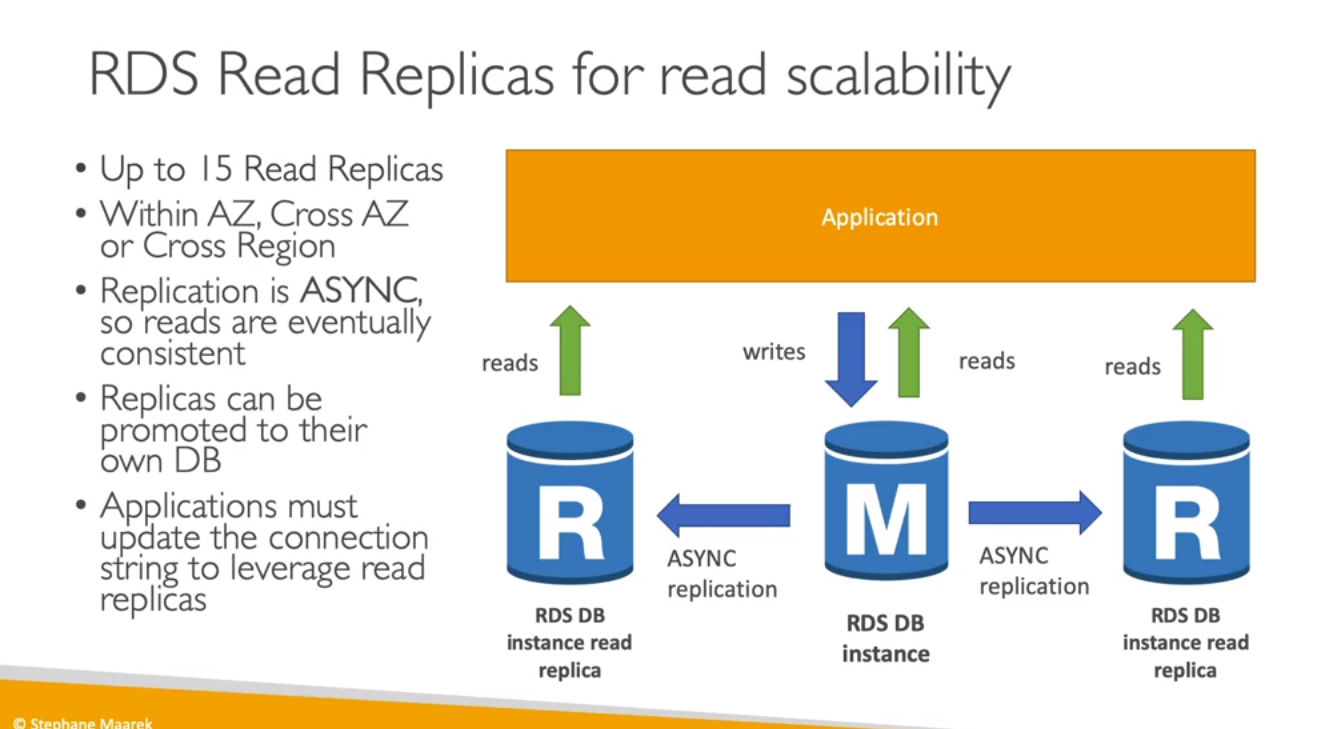 RDS Read Replicas for read scalability
• Up to 15 Read Replicas
• Within AZ, Cross AZ
or Cross Region
• Replication is ASYNC,
so reads are eventually
consistent
• Replicas can be
promoted to their
own DB
• Applications must
update the connection
string to leverage read
replicas
Application
reads
writes
reads
reads
R
M
R
ASYNC
replication
ASYNC
replication
RDS DB
instance read
replica
RDS DB
instance
RDS DB
instance read
replica
© Stephane Maarek